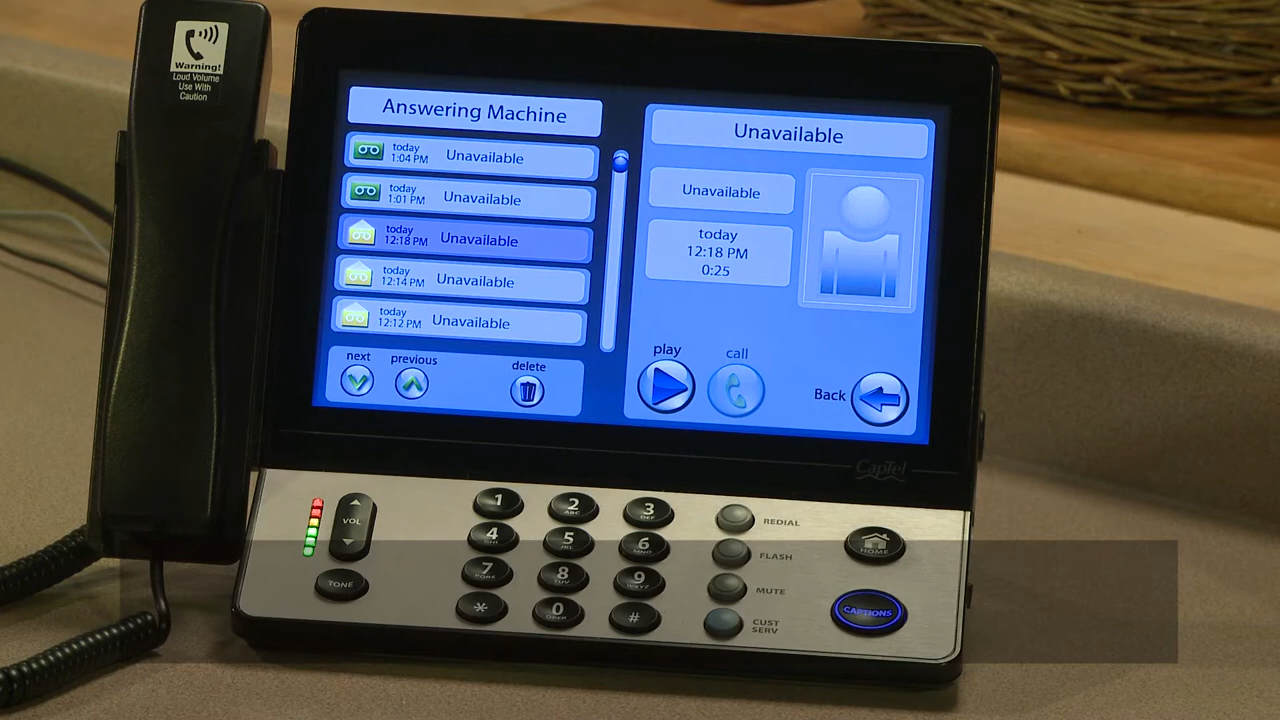 Warning!
Loud Volume
Use With
Caution
Answering Machine
today
1:04 PM
Unavailable
today
1:01 PM
Unavailable
today
12:18 PM
Unavailable
today
12:14 PM
Unavailable
today
12:12 PM
Unavailable
next
previous
delete
Unavailable
Unavailable
today
12:18 PM
0:25
play
call
Back
CapTel
VOL
TONE
1
2
ABC
3
DEF
4
GHI
5
JKL
6
MNO
7
PQRS
8
TUV
9
WXYZ
*
0
OPER
#
REDIAL
FLASH
MUTE
CUST
SERV
HOME
CAPTIONS